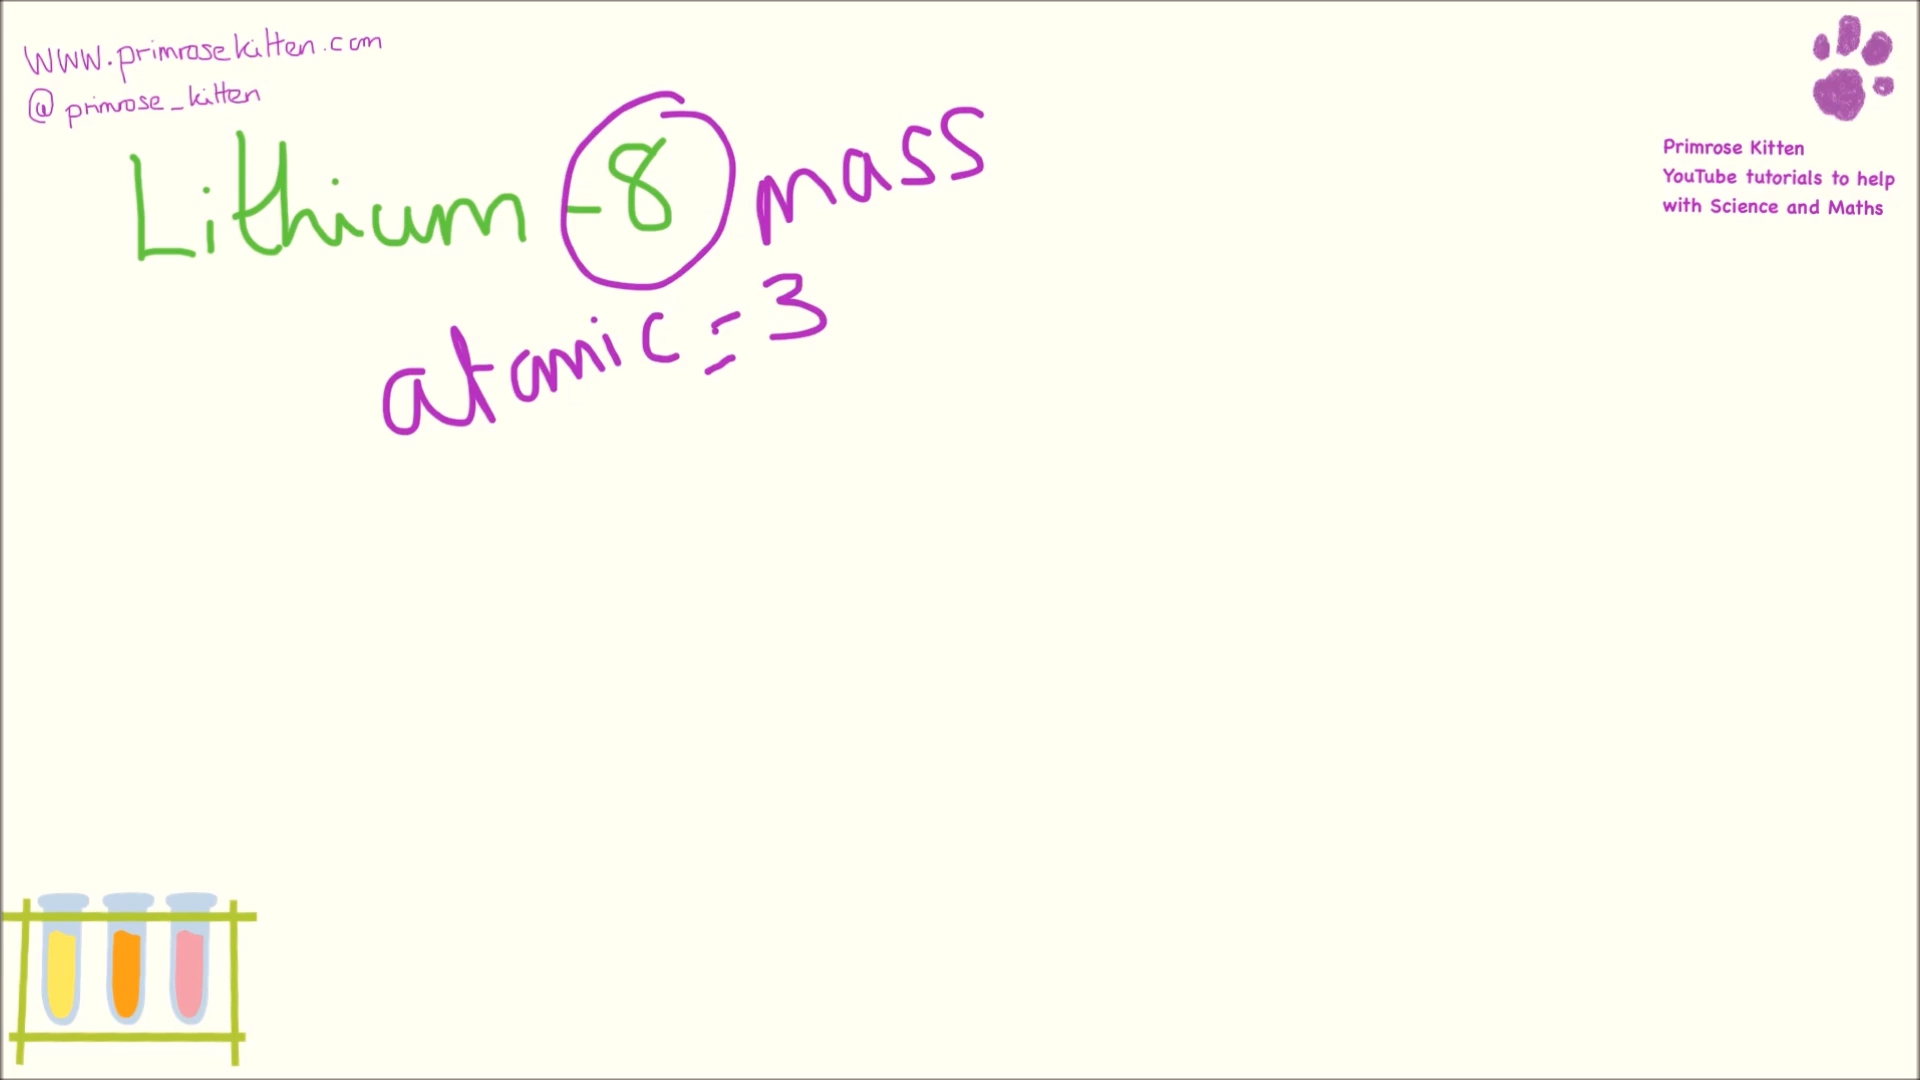 www.primrosekitten.com
@primrose_kitten
Primrose Kitten
YouTube tutorials to help
with Science and Maths
Lithium -8 mass
atomic = 3